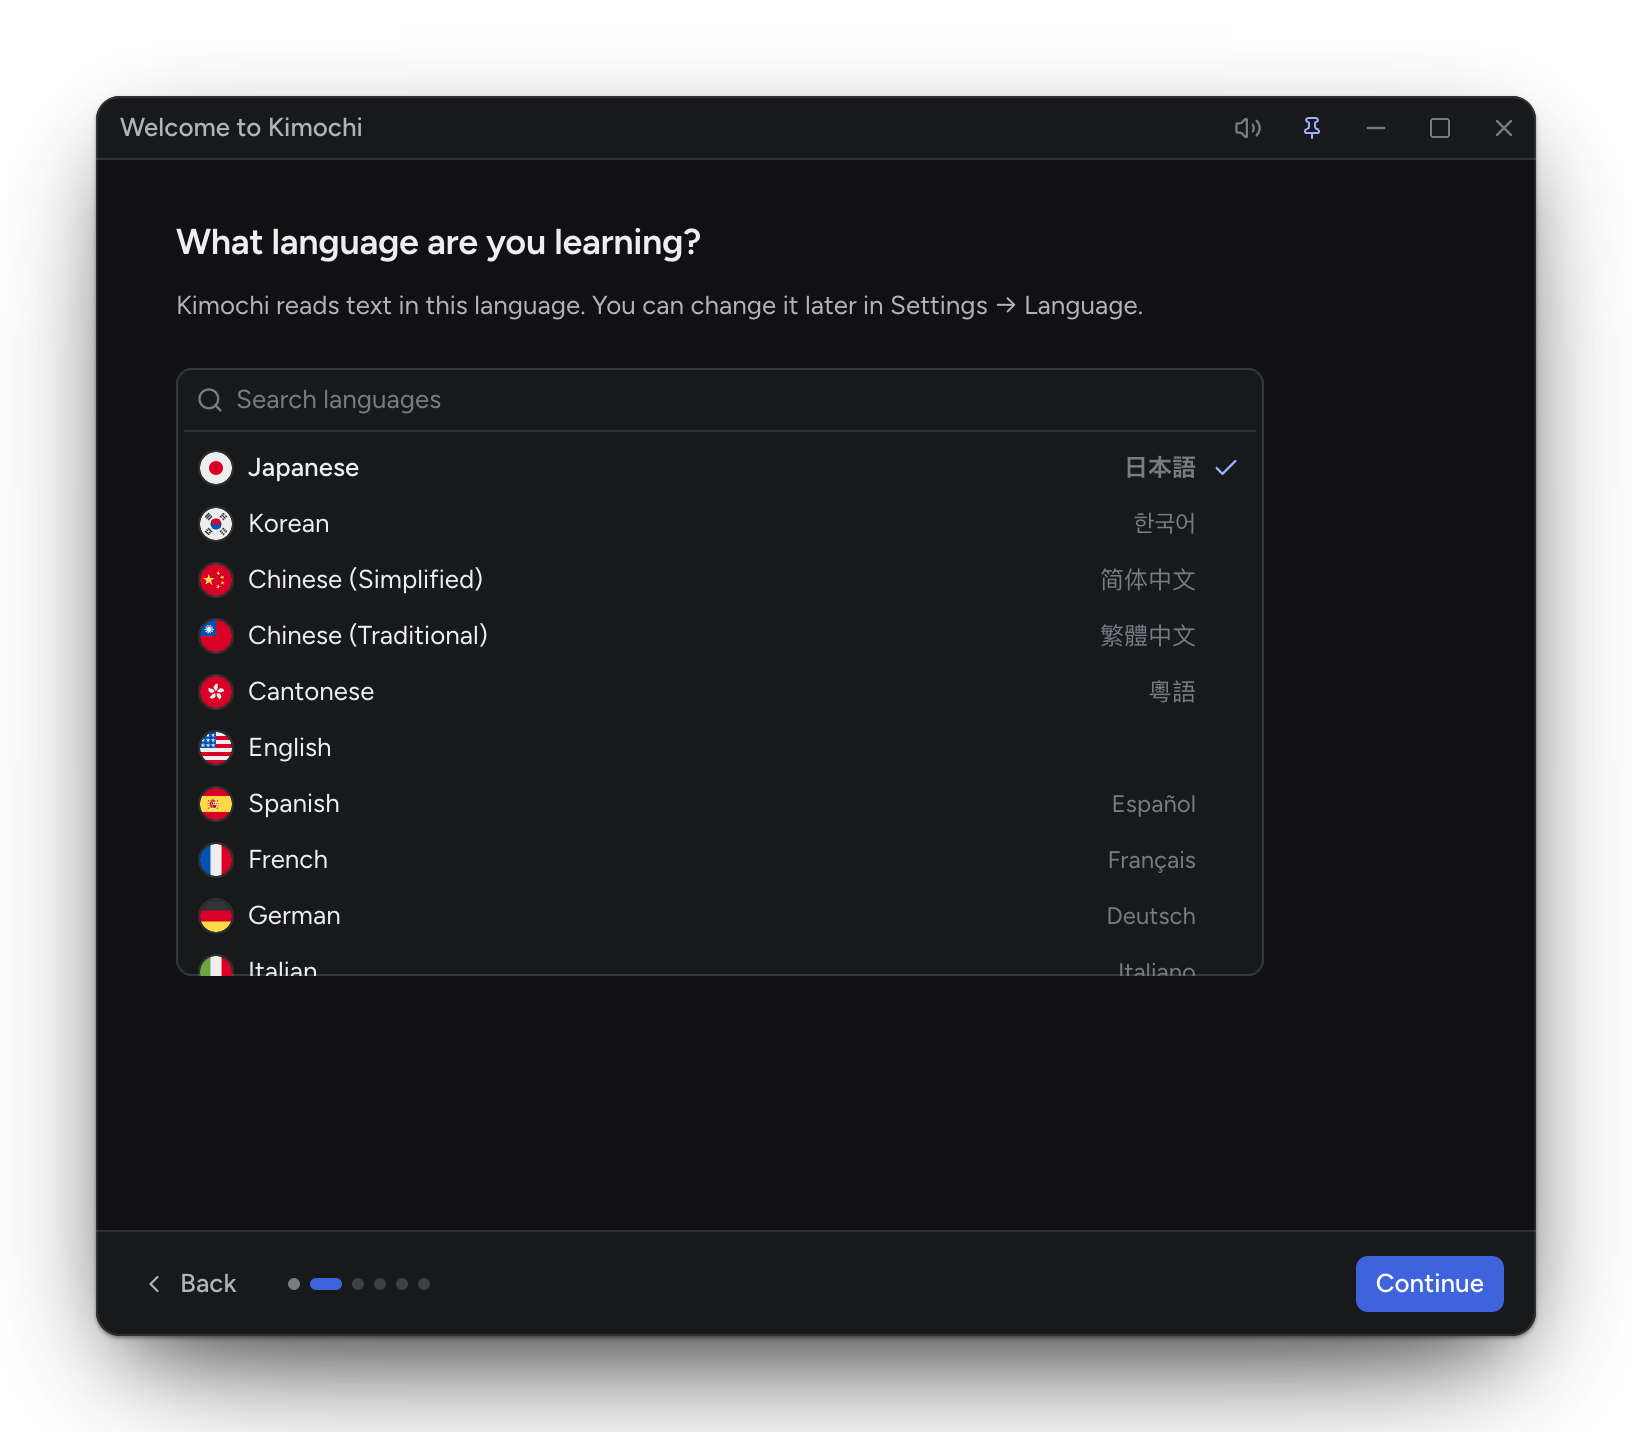 Welcome to Kimochi
What language are you learning?
Kimochi reads text in this language. You can change it later in Settings → Language.
Search languages
Japanese 日本語
Korean 한국어
Chinese (Simplified) 简体中文
Chinese (Traditional) 繁體中文
Cantonese 粵語
English
Spanish Español
French Français
German Deutsch
Italian Italiano
Back
Continue